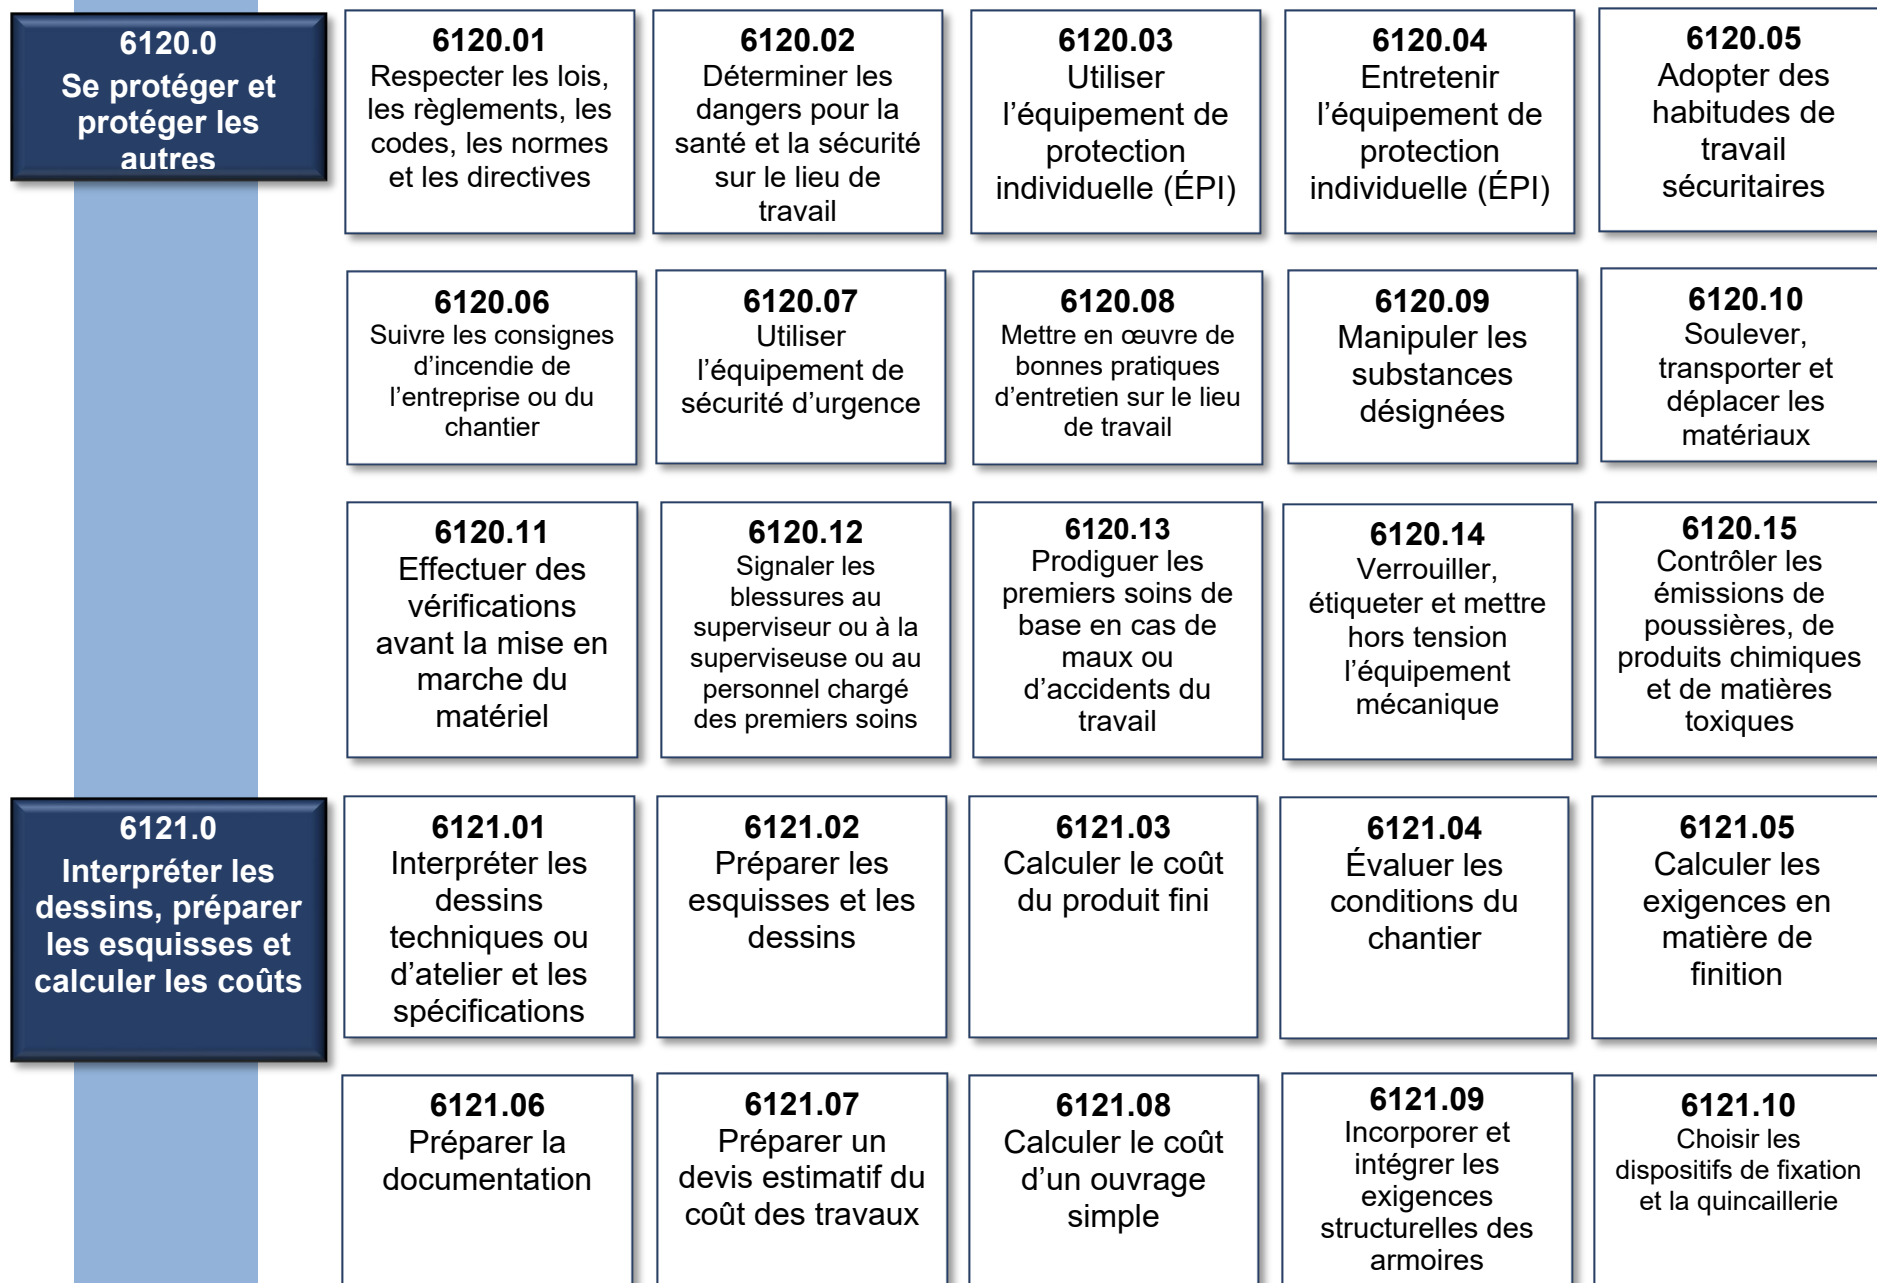 6120.0
Se protéger et
protéger les
autres
6120.01
Respecter les lois,
les règlements, les
codes, les normes
et les directives
6120.02
Déterminer les
dangers pour la
santé et la sécurité
sur le lieu de
travail
6120.03
Utiliser
l’équipement de
protection
individuelle (ÉPI)
6120.04
Entretenir
l’équipement de
protection
individuelle (ÉPI)
6120.05
Adopter des
habitudes de
travail
sécuritaires
6120.06
Suivre les consignes
d’incendie de
l’entreprise ou du
chantier
6120.07
Utiliser
l’équipement de
sécurité d’urgence
6120.08
Mettre en œuvre de
bonnes pratiques
d’entretien sur le lieu
de travail
6120.09
Manipuler les
substances
désignées
6120.10
Soulever,
transporter et
déplacer les
matériaux
6120.11
Effectuer des
vérifications
avant la mise en
marche du
matériel
6120.12
Signaler les
blessures au
superviseur ou à la
superviseuse ou au
personnel chargé
des premiers soins
6120.13
Prodiguer les
premiers soins de
base en cas de
maux ou
d’accidents du
travail
6120.14
Verrouiller,
étiqueter et mettre
hors tension
l’équipement
mécanique
6120.15
Contrôler les
émissions de
poussières, de
produits chimiques
et de matières
toxiques
6121.0
Interpréter les
dessins, préparer
les esquisses et
calculer les coûts
6121.01
Interpréter les
dessins
techniques ou
d’atelier et les
spécifications
6121.02
Préparer les
esquisses et les
dessins
6121.03
Calculer le coût
du produit fini
6121.04
Évaluer les
conditions du
chantier
6121.05
Calculer les
exigences en
matière de
finition
6121.06
Préparer la
documentation
6121.07
Préparer un
devis estimatif du
coût des travaux
6121.08
Calculer le coût
d’un ouvrage
simple
6121.09
Incorporer et
intégrer les
exigences
structurelles des
armoires
6121.10
Choisir les
dispositifs de fixation
et la quincaillerie